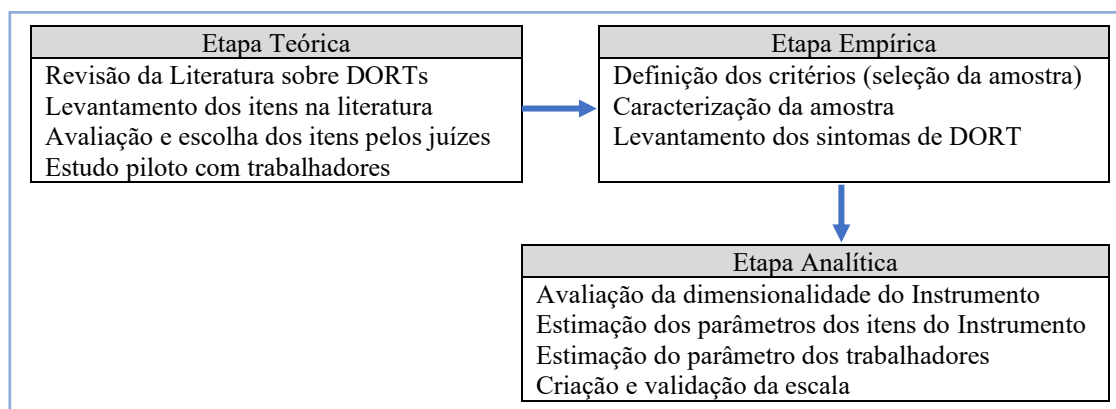 Etapa Teórica
Revisão da Literatura sobre DORTs
Levantamento dos itens na literatura
Avaliação e escolha dos itens pelos juízes
Estudo piloto com trabalhadores
Etapa Empírica
Definição dos critérios (seleção da amostra)
Caracterização da amostra
Levantamento dos sintomas de DORT
Etapa Analítica
Avaliação da dimensionalidade do Instrumento
Estimação dos parâmetros dos itens do Instrumento
Estimação do parâmetro dos trabalhadores
Criação e validação da escala